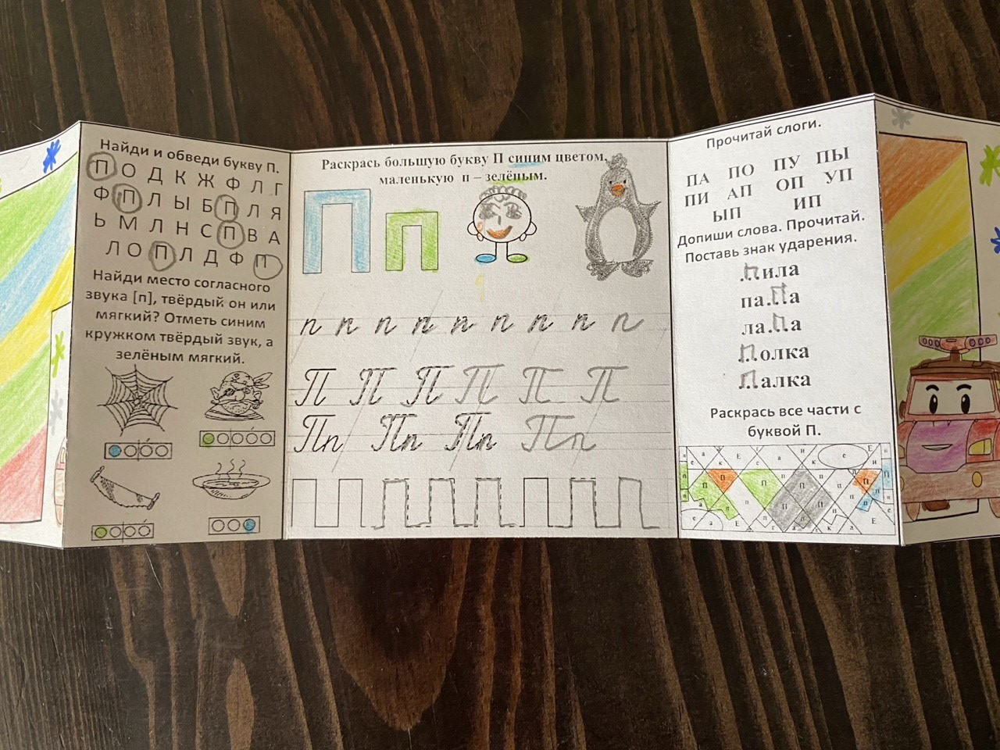 Найди и обведи букву П.
П О Д К Ж Ф Л Г
Ф П Л Ы Б П Л Я
Ь М Л Н С П В А
Л О П Л Д Ф П
Найди место согласного
звука [п], твёрдый он или
мягкий? Отметь синим
кружком твёрдый звук, а
зелёным мягкий.
Раскрась большую букву П синим цветом,
маленькую п – зелёным.
П п
п п п п п п п п п
П П П П П П
Пп Пп Пп Пп
Прочитай слоги.
ПА ПО ПУ ПЫ
ПИ АП ОП УП
ЫП ИП
Допиши слова. Прочитай.
Поставь знак ударения.
Пила
папа
лапа
Полка
Палка
Раскрась все части с
буквой П.